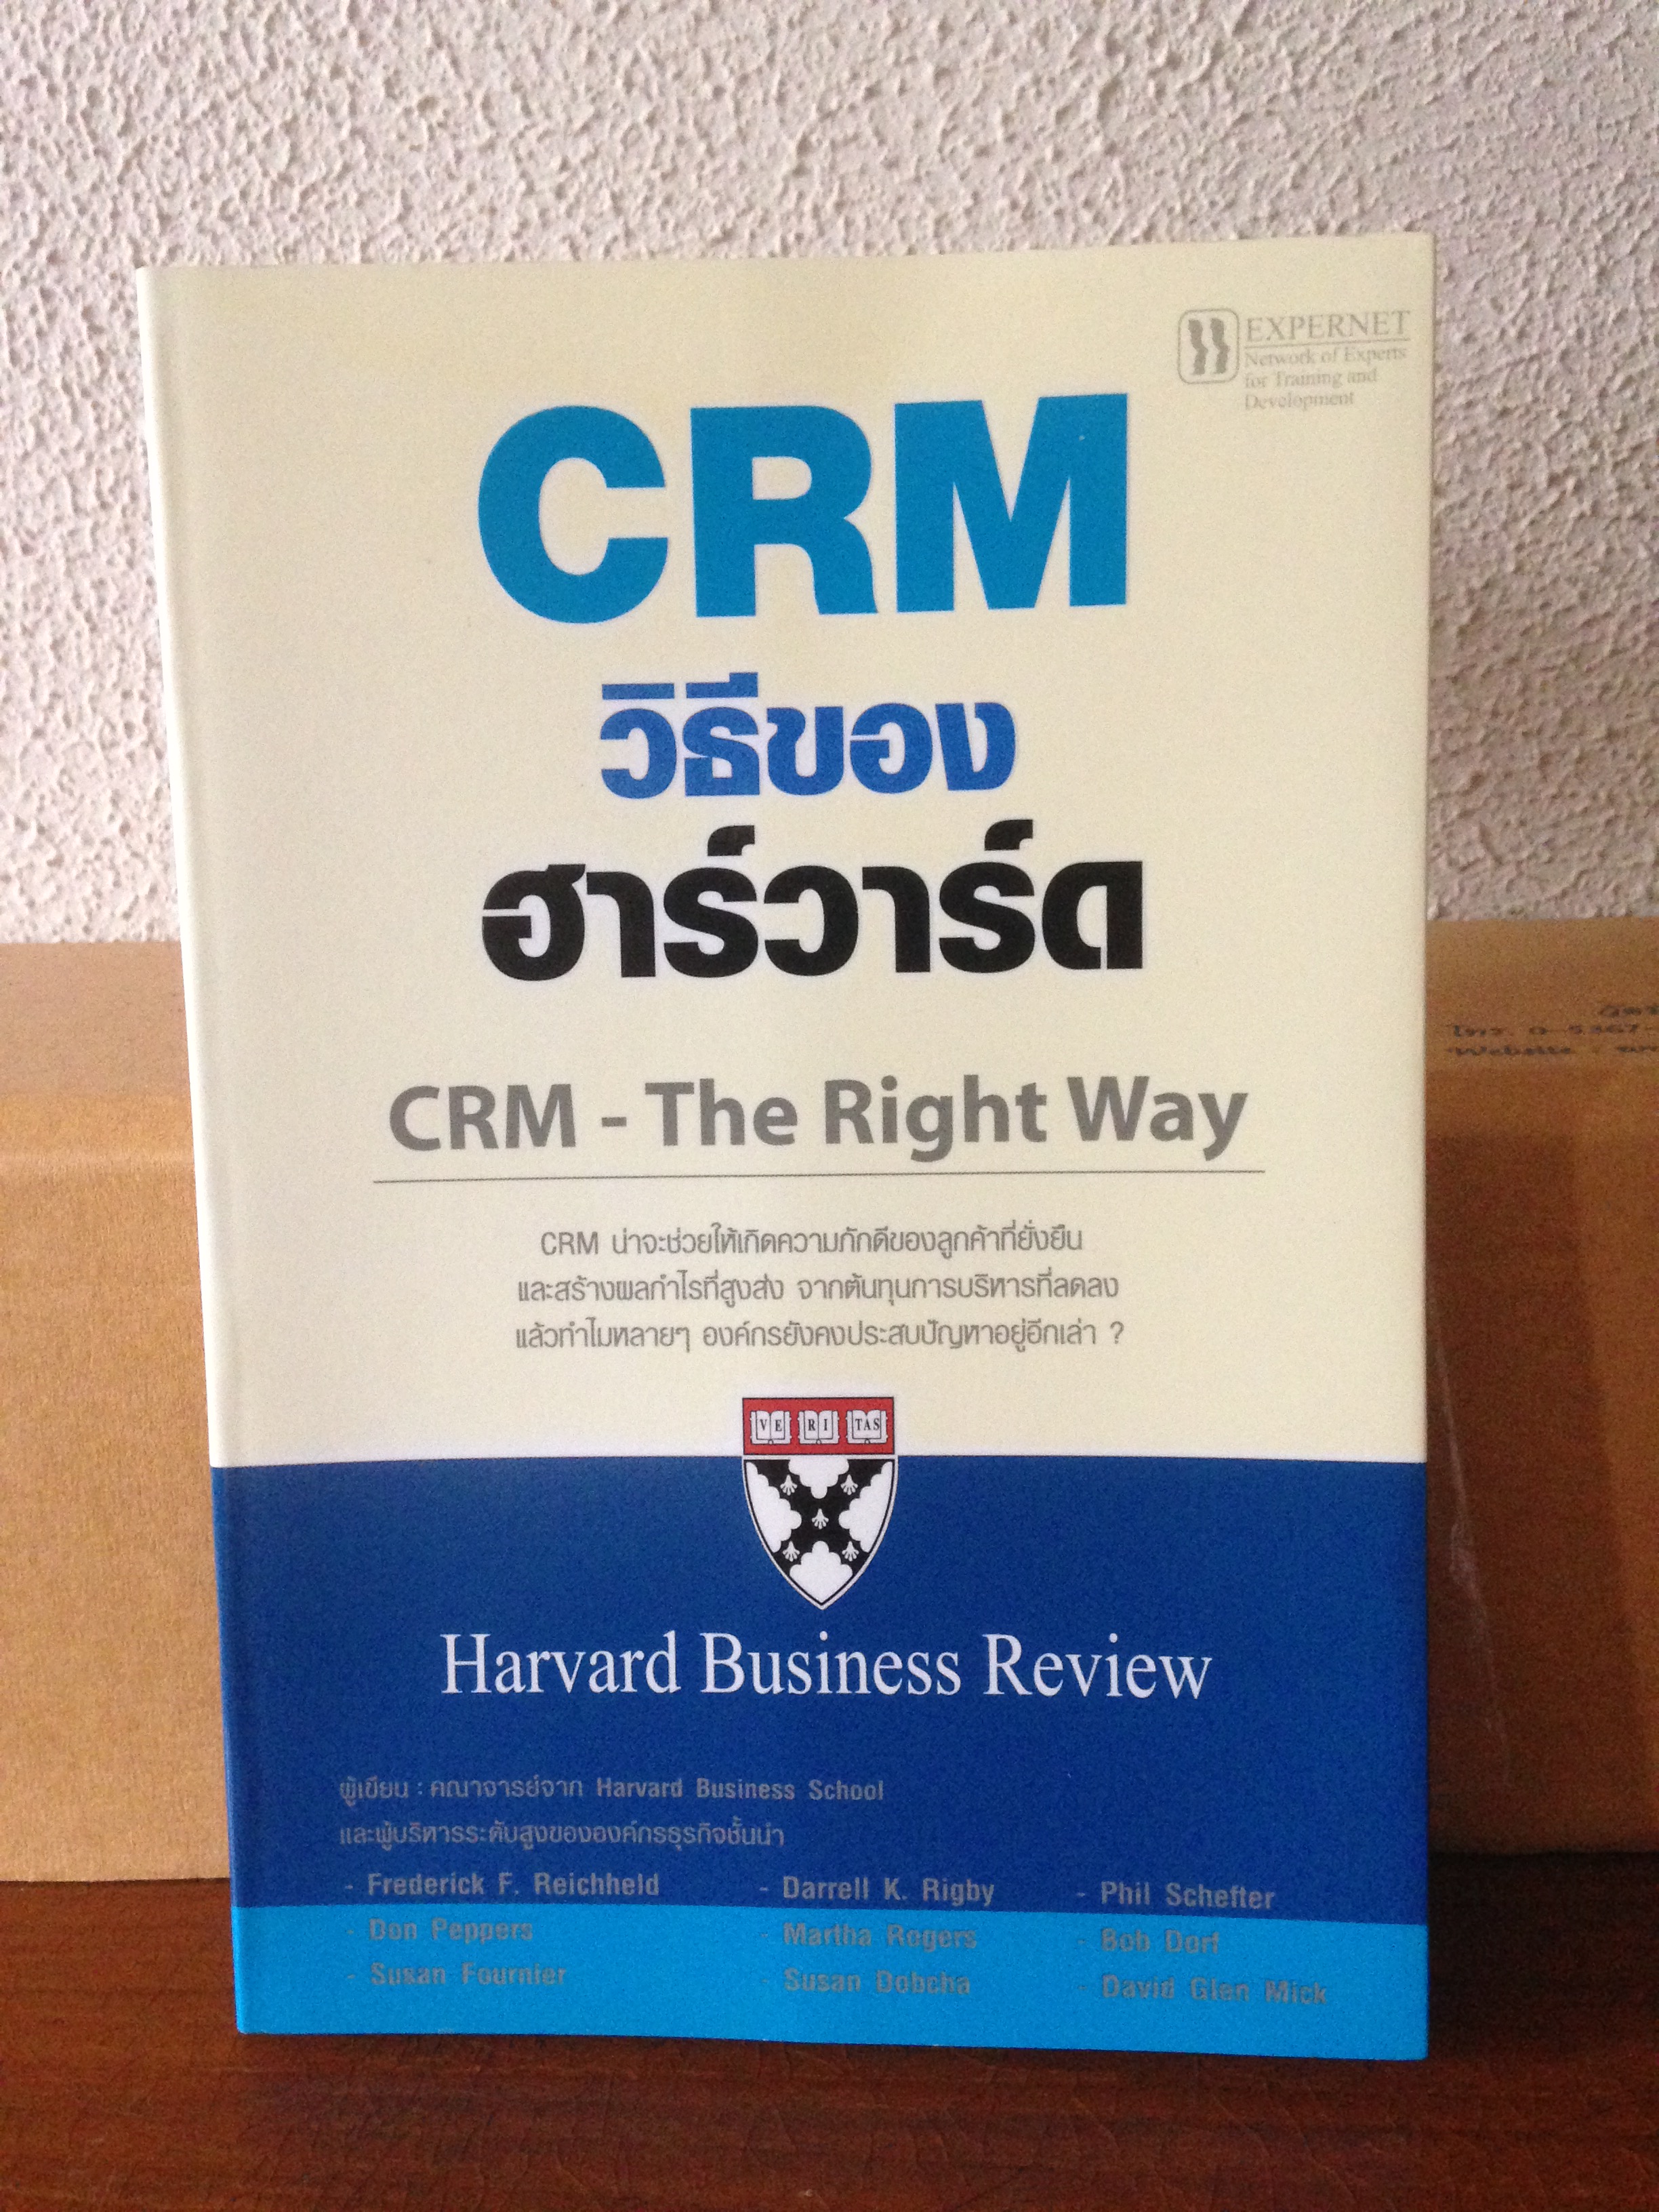 EXPERNET
Network of Experts
for Training and
Development
CRM
วิธีของ
ฮาร์วาร์ด
CRM - The Right Way
CRM น่าจะช่วยให้เกิดความภักดีของลูกค้าที่ยั่งยืน
และสร้างผลกำไรที่สูงส่ง จากต้นทุนการบริหารที่ลดลง
แล้วทำไมหลายๆ องค์กรยังคงประสบปัญหาอยู่อีกเล่า ?
VE RI TAS
Harvard Business Review
ผู้เขียน : คณาจารย์จาก Harvard Business School
และผู้บริหารระดับสูงขององค์กรธุรกิจชั้นนำ
- Frederick F. Reichheld - Darrell K. Rigby - Phil Schefter
- Don Peppers - Martha Rogers - Bob Dorf
- Susan Fournier - Susan Dobcha - David Glen Mick
โทร. 0-5367-
Website :